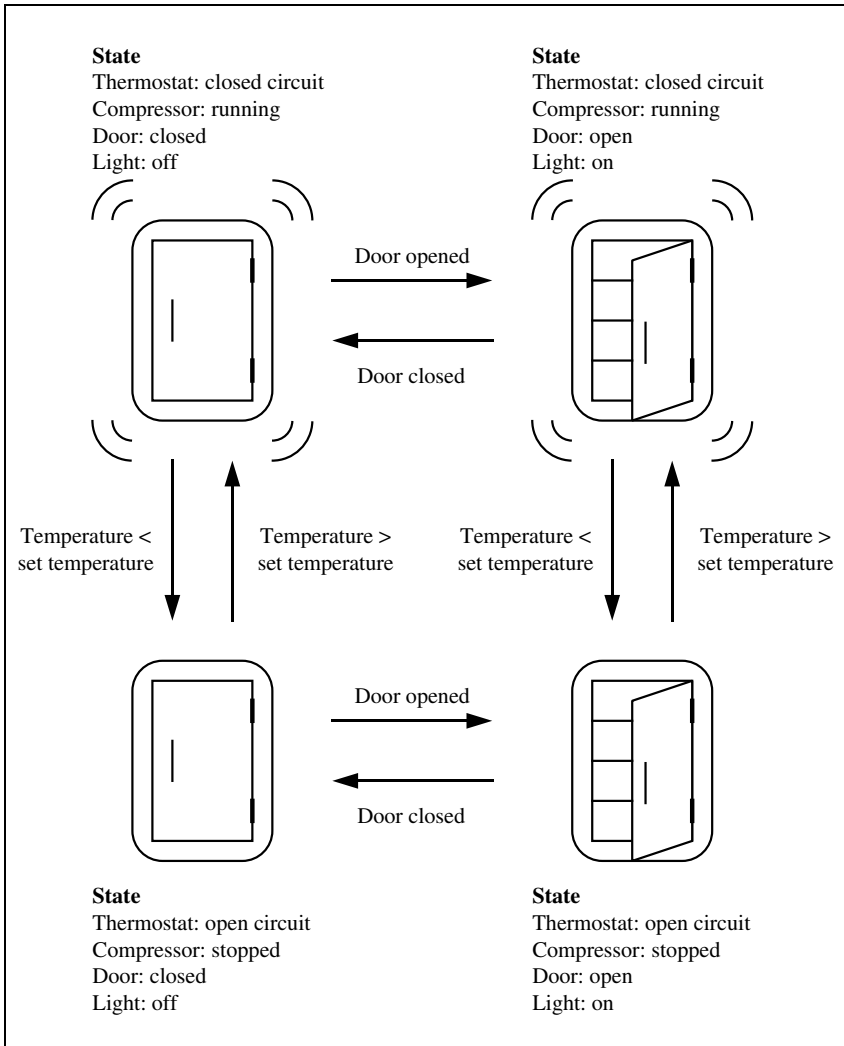 State
Thermostat: closed circuit
Compressor: running
Door: closed
Light: off
State
Thermostat: closed circuit
Compressor: running
Door: open
Light: on
Door opened
Door closed
Temperature <
set temperature
Temperature >
set temperature
Temperature <
set temperature
Temperature >
set temperature
Door opened
Door closed
State
Thermostat: open circuit
Compressor: stopped
Door: closed
Light: off
State
Thermostat: open circuit
Compressor: stopped
Door: open
Light: on